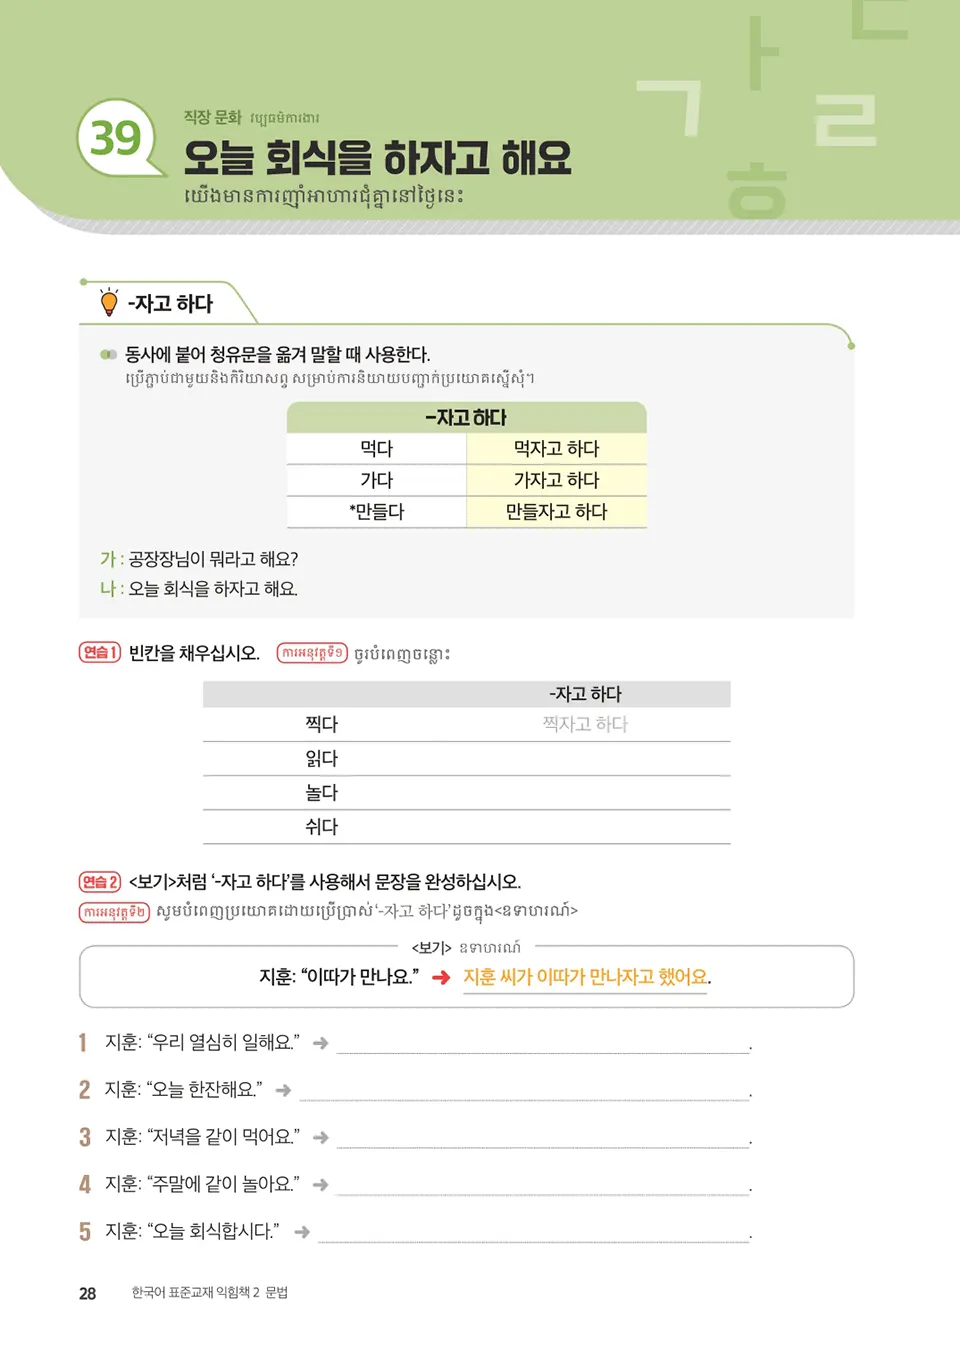 39
직장 문화 វប្បធម៌ការងារ
오늘 회식을 하자고 해요
យើងមានការញ៉ាំអាហារជុំគ្នានៅថ្ងៃនេះ
-자고 하다
동사에 붙어 청유문을 옮겨 말할 때 사용한다.
ប្រើភ្ជាប់ជាមួយនិងកិរិយាសព្ទ សម្រាប់ការនិយាយបញ្ជាក់ប្រយោគស្នើសុំ។
-자고 하다
먹다 먹자고 하다
가다 가자고 하다
*만들다 만들자고 하다
가 : 공장장님이 뭐라고 해요?
나 : 오늘 회식을 하자고 해요.
연습 1 빈칸을 채우십시오. ការអនុវត្តទី១ ចូរបំពេញចន្លោះ
-자고 하다
찍다 찍자고 하다
읽다
놀다
쉬다
연습 2 <보기>처럼 ‘-자고 하다’를 사용해서 문장을 완성하십시오.
ការអនុវត្តទី២ សូមបំពេញប្រយោគដោយប្រើប្រាស់ ‘-자고 하다’ ដូចក្នុង<ឧទាហរណ៍>
<보기> ឧទាហរណ៍
지훈: “이따가 만나요.” ➜ 지훈 씨가 이따가 만나자고 했어요.
1 지훈: “우리 열심히 일해요.” ➜ .
2 지훈: “오늘 한잔해요.” ➜ .
3 지훈: “저녁을 같이 먹어요.” ➜ .
4 지훈: “주말에 같이 놀아요.” ➜ .
5 지훈: “오늘 회식합시다.” ➜ .
28 한국어 표준교재 익힘책 2 문법